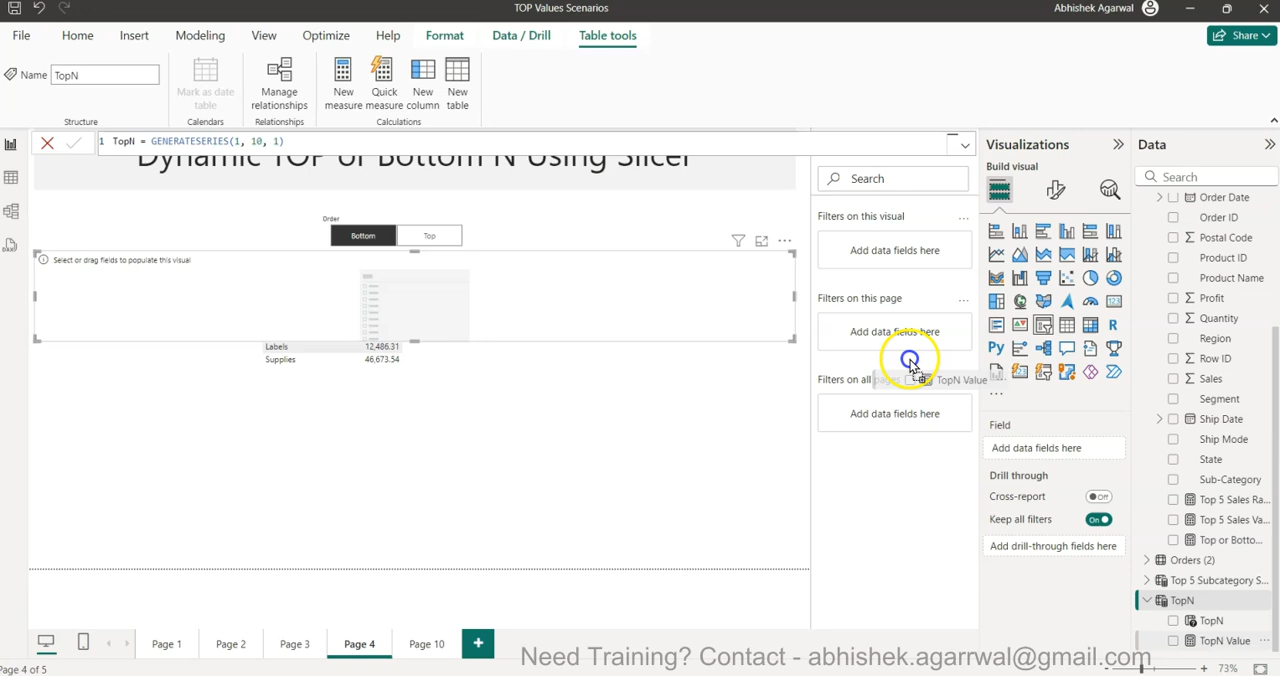 TOP Values Scenarios
Abhishek Agarwal
File Home Insert Modeling View Optimize Help Format Data / Drill Table tools
Share
Name TopN
Mark as date table
Manage relationships
New measure
Quick measure
New column
New table
Structure
Calendars
Relationships
Calculations
1 TopN = GENERATESERIES(1, 10, 1)
Dynamic TOP or Bottom N Using Slicer
Order
Bottom Top
Select or drag fields to populate this visual
Labels 12,486.31
Supplies 46,673.54
Search
Filters on this visual ...
Add data fields here
Filters on this page ...
Add data fields here
Filters on all pages
TopN Value
Add data fields here
Visualizations
Build visual
Field
Add data fields here
Drill through
Cross-report Off
Keep all filters On
Add drill-through fields here
Data
Search
Order Date
Order ID
Postal Code
Product ID
Product Name
Profit
Quantity
Region
Row ID
Sales
Segment
Ship Date
Ship Mode
State
Sub-Category
Top 5 Sales Ra...
Top 5 Sales Va...
Top or Botto...
Orders (2)
Top 5 Subcategory S...
TopN
TopN
TopN Value ...
Page 1 Page 2 Page 3 Page 4 Page 10 +
Page 4 of 5
Need Training? Contact - abhishek.agarrwal@gmail.com
73%